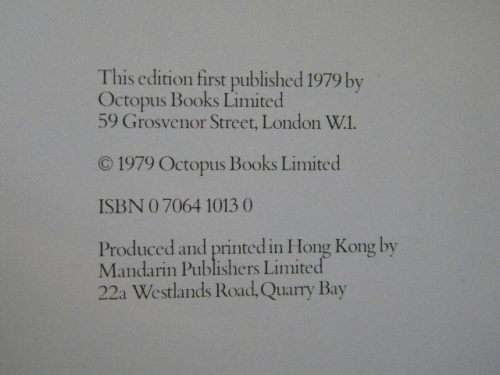 This edition first published 1979 by
Octopus Books Limited
59 Grosvenor Street, London W.1.
© 1979 Octopus Books Limited
ISBN 0 7064 1013 0
Produced and printed in Hong Kong by
Mandarin Publishers Limited
22a Westlands Road, Quarry Bay